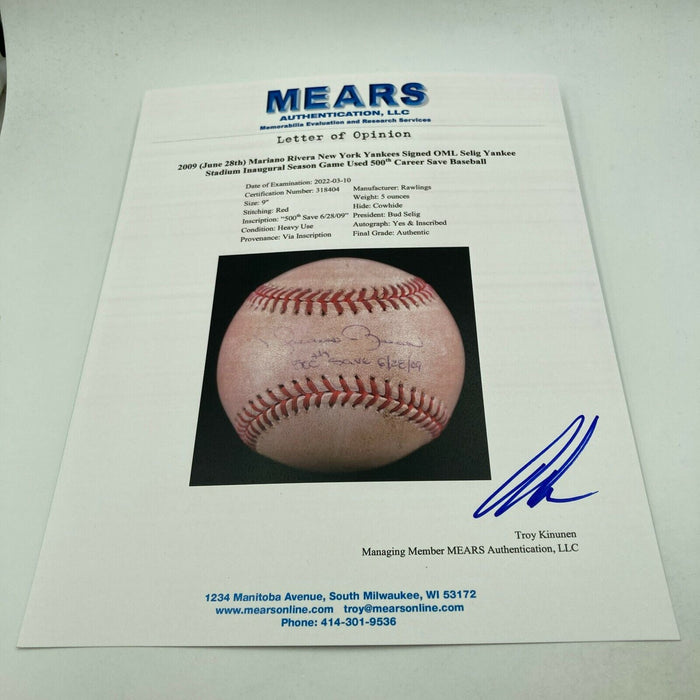 MEARS
AUTHENTICATION, LLC
Memorabilia Evaluation and Research Services
Letter of Opinion
2009 (June 28th) Mariano Rivera New York Yankees Signed OML Selig Yankee
Stadium Inaugural Season Game Used 500th Career Save Baseball
Date of Examination: 2022-03-10
Certification Number: 318404
Size: 9"
Stitching: Red
Inscription: "500th Save 6/28/09"
Condition: Heavy Use
Provenance: Via Inscription
Manufacturer: Rawlings
Weight: 5 ounces
Hide: Cowhide
President: Bud Selig
Autograph: Yes & Inscribed
Final Grade: Authentic
Mariano Rivera
500th Save 6/28/09
Troy Kinunen
Managing Member MEARS Authentication, LLC
1234 Manitoba Avenue, South Milwaukee, WI 53172
www.mearsonline.com troy@mearsonline.com
Phone: 414-301-9536